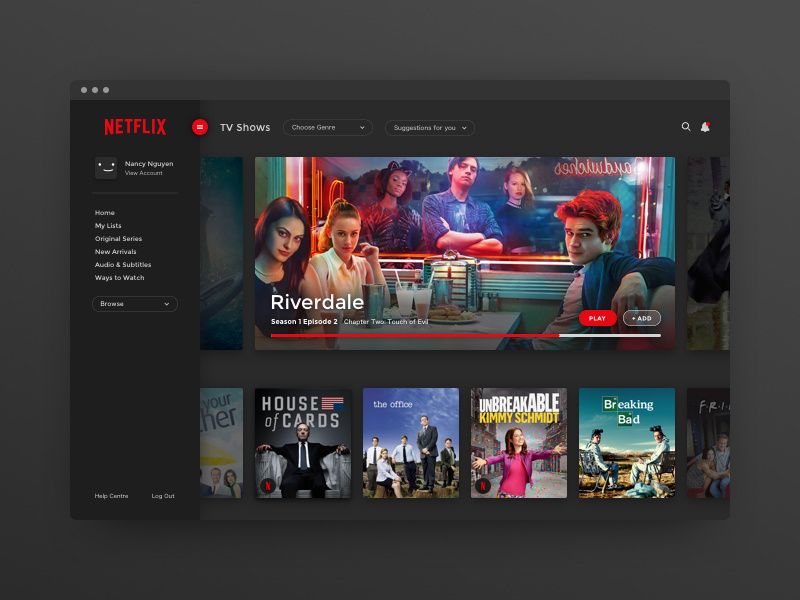 NETFLIX
TV Shows
Choose Genre
Suggestions for you
Nancy Nguyen
View Account
Home
My Lists
Original Series
New Arrivals
Audio & Subtitles
Ways to Watch
Browse
Help Centre
Log Out
Sandwiches
Riverdale
Season 1 Episode 2 Chapter Two: Touch of Evil
PLAY
+ ADD
your
HOUSE
of CARDS
N
the office
UNBREAKABLE
KIMMY SCHMIDT
N
Breaking
Bad